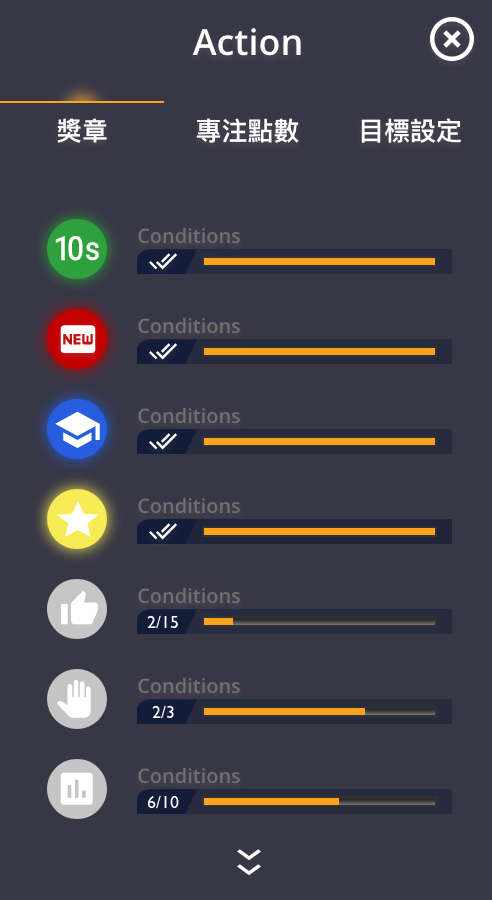 Action
獎章 專注點數 目標設定
10s
Conditions
NEW
Conditions
Conditions
Conditions
Conditions
2/15
Conditions
2/3
Conditions
6/10